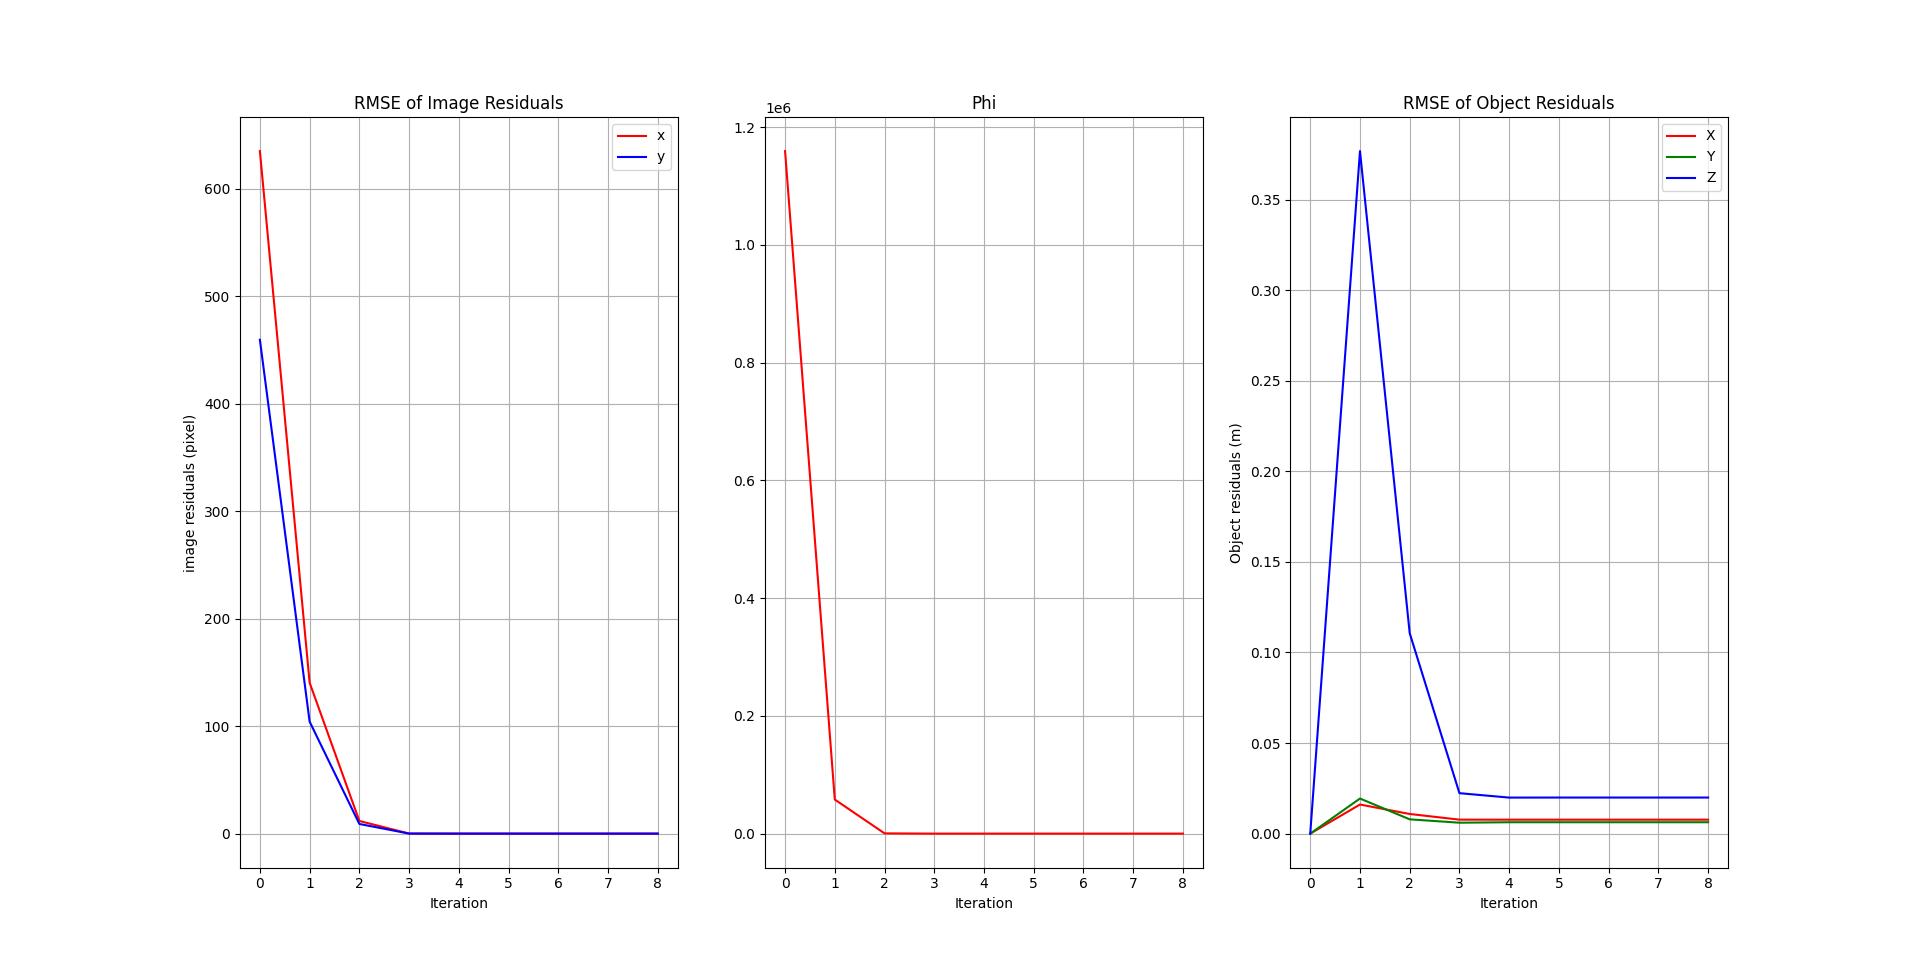 RMSE of Image Residuals
x
y
600
500
400
300
200
100
0
image residuals (pixel)
0 1 2 3 4 5 6 7 8
Iteration
Phi
1e6
1.2
1.0
0.8
0.6
0.4
0.2
0.0
0 1 2 3 4 5 6 7 8
Iteration
RMSE of Object Residuals
X
Y
Z
0.35
0.30
0.25
0.20
0.15
0.10
0.05
0.00
Object residuals (m)
0 1 2 3 4 5 6 7 8
Iteration